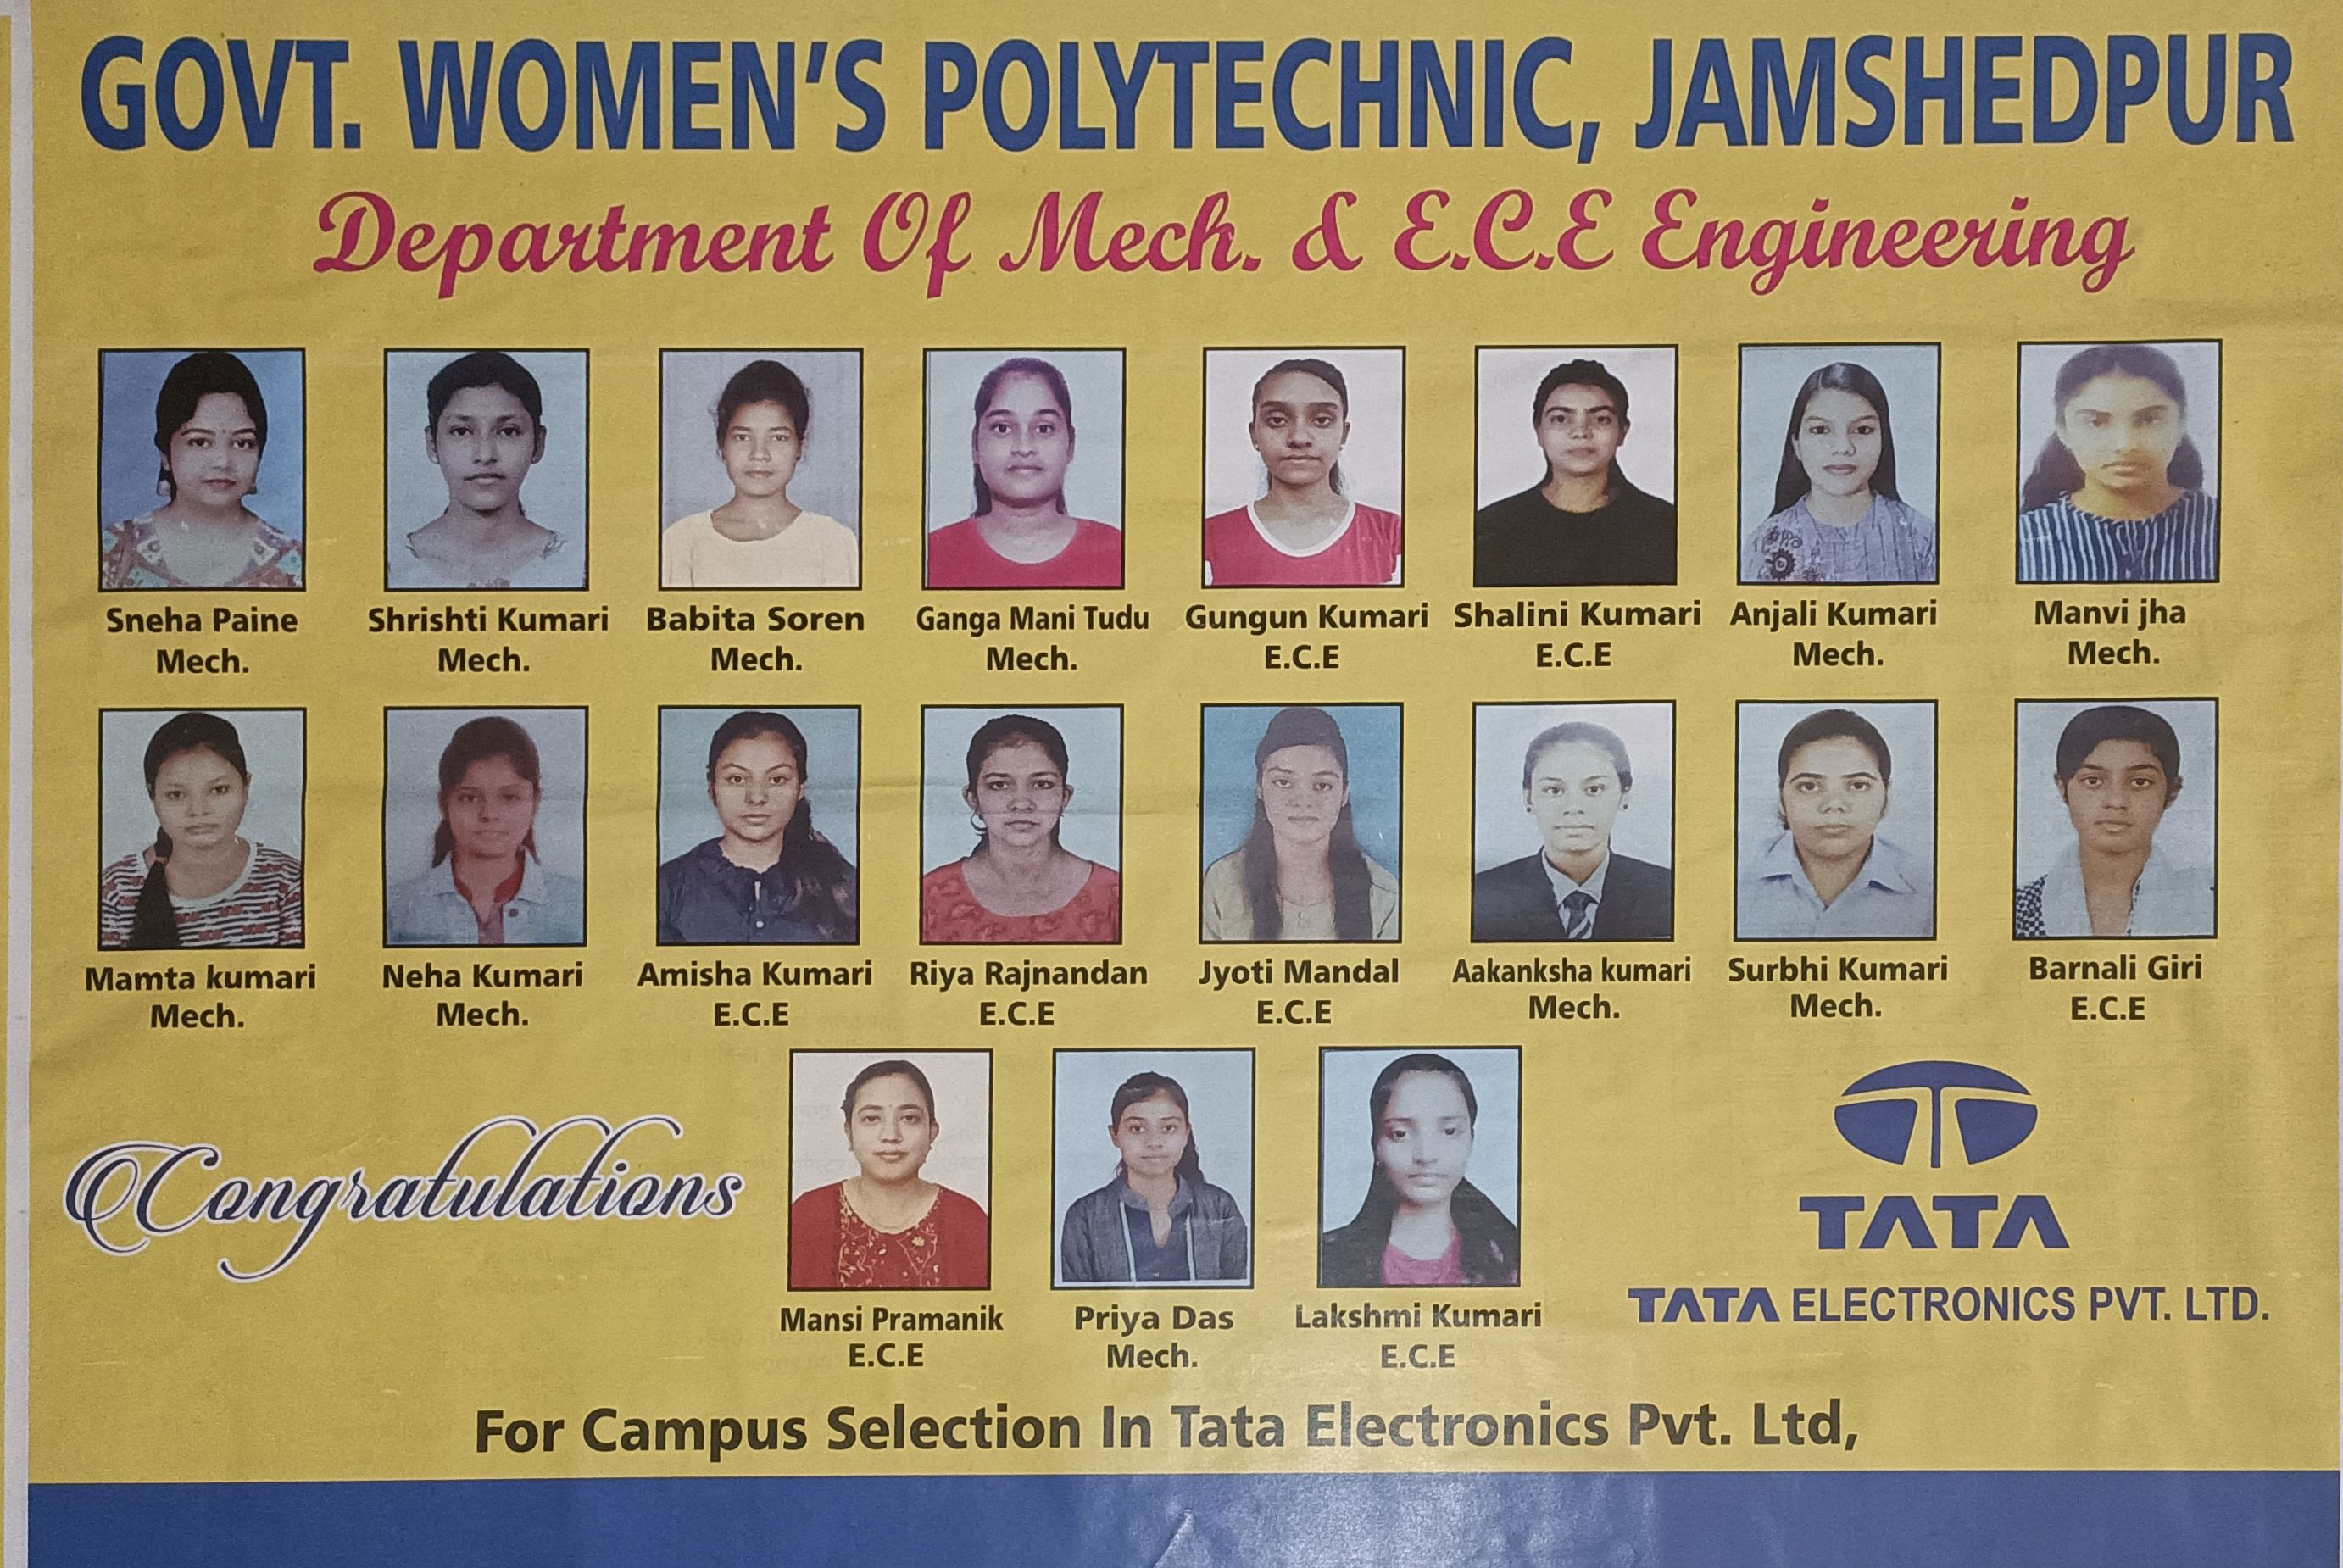 GOVT. WOMEN'S POLYTECHNIC, JAMSHEDPUR
Department Of Mech. & E.C.E Engineering
Sneha Paine Shrishti Kumari Babita Soren Ganga Mani Tudu Gungun Kumari Shalini Kumari Anjali Kumari Manvi jha
Mech. Mech. Mech. Mech. E.C.E E.C.E Mech. Mech.
Mamta kumari Neha Kumari Amisha Kumari Riya Rajnandan Jyoti Mandal Aakanksha kumari Surbhi Kumari Barnali Giri
Mech. Mech. E.C.E E.C.E E.C.E Mech. Mech. E.C.E
Congratulations
TATA
TATA ELECTRONICS PVT. LTD.
Mansi Pramanik Priya Das Lakshmi Kumari
E.C.E Mech. E.C.E
For Campus Selection In Tata Electronics Pvt. Ltd,